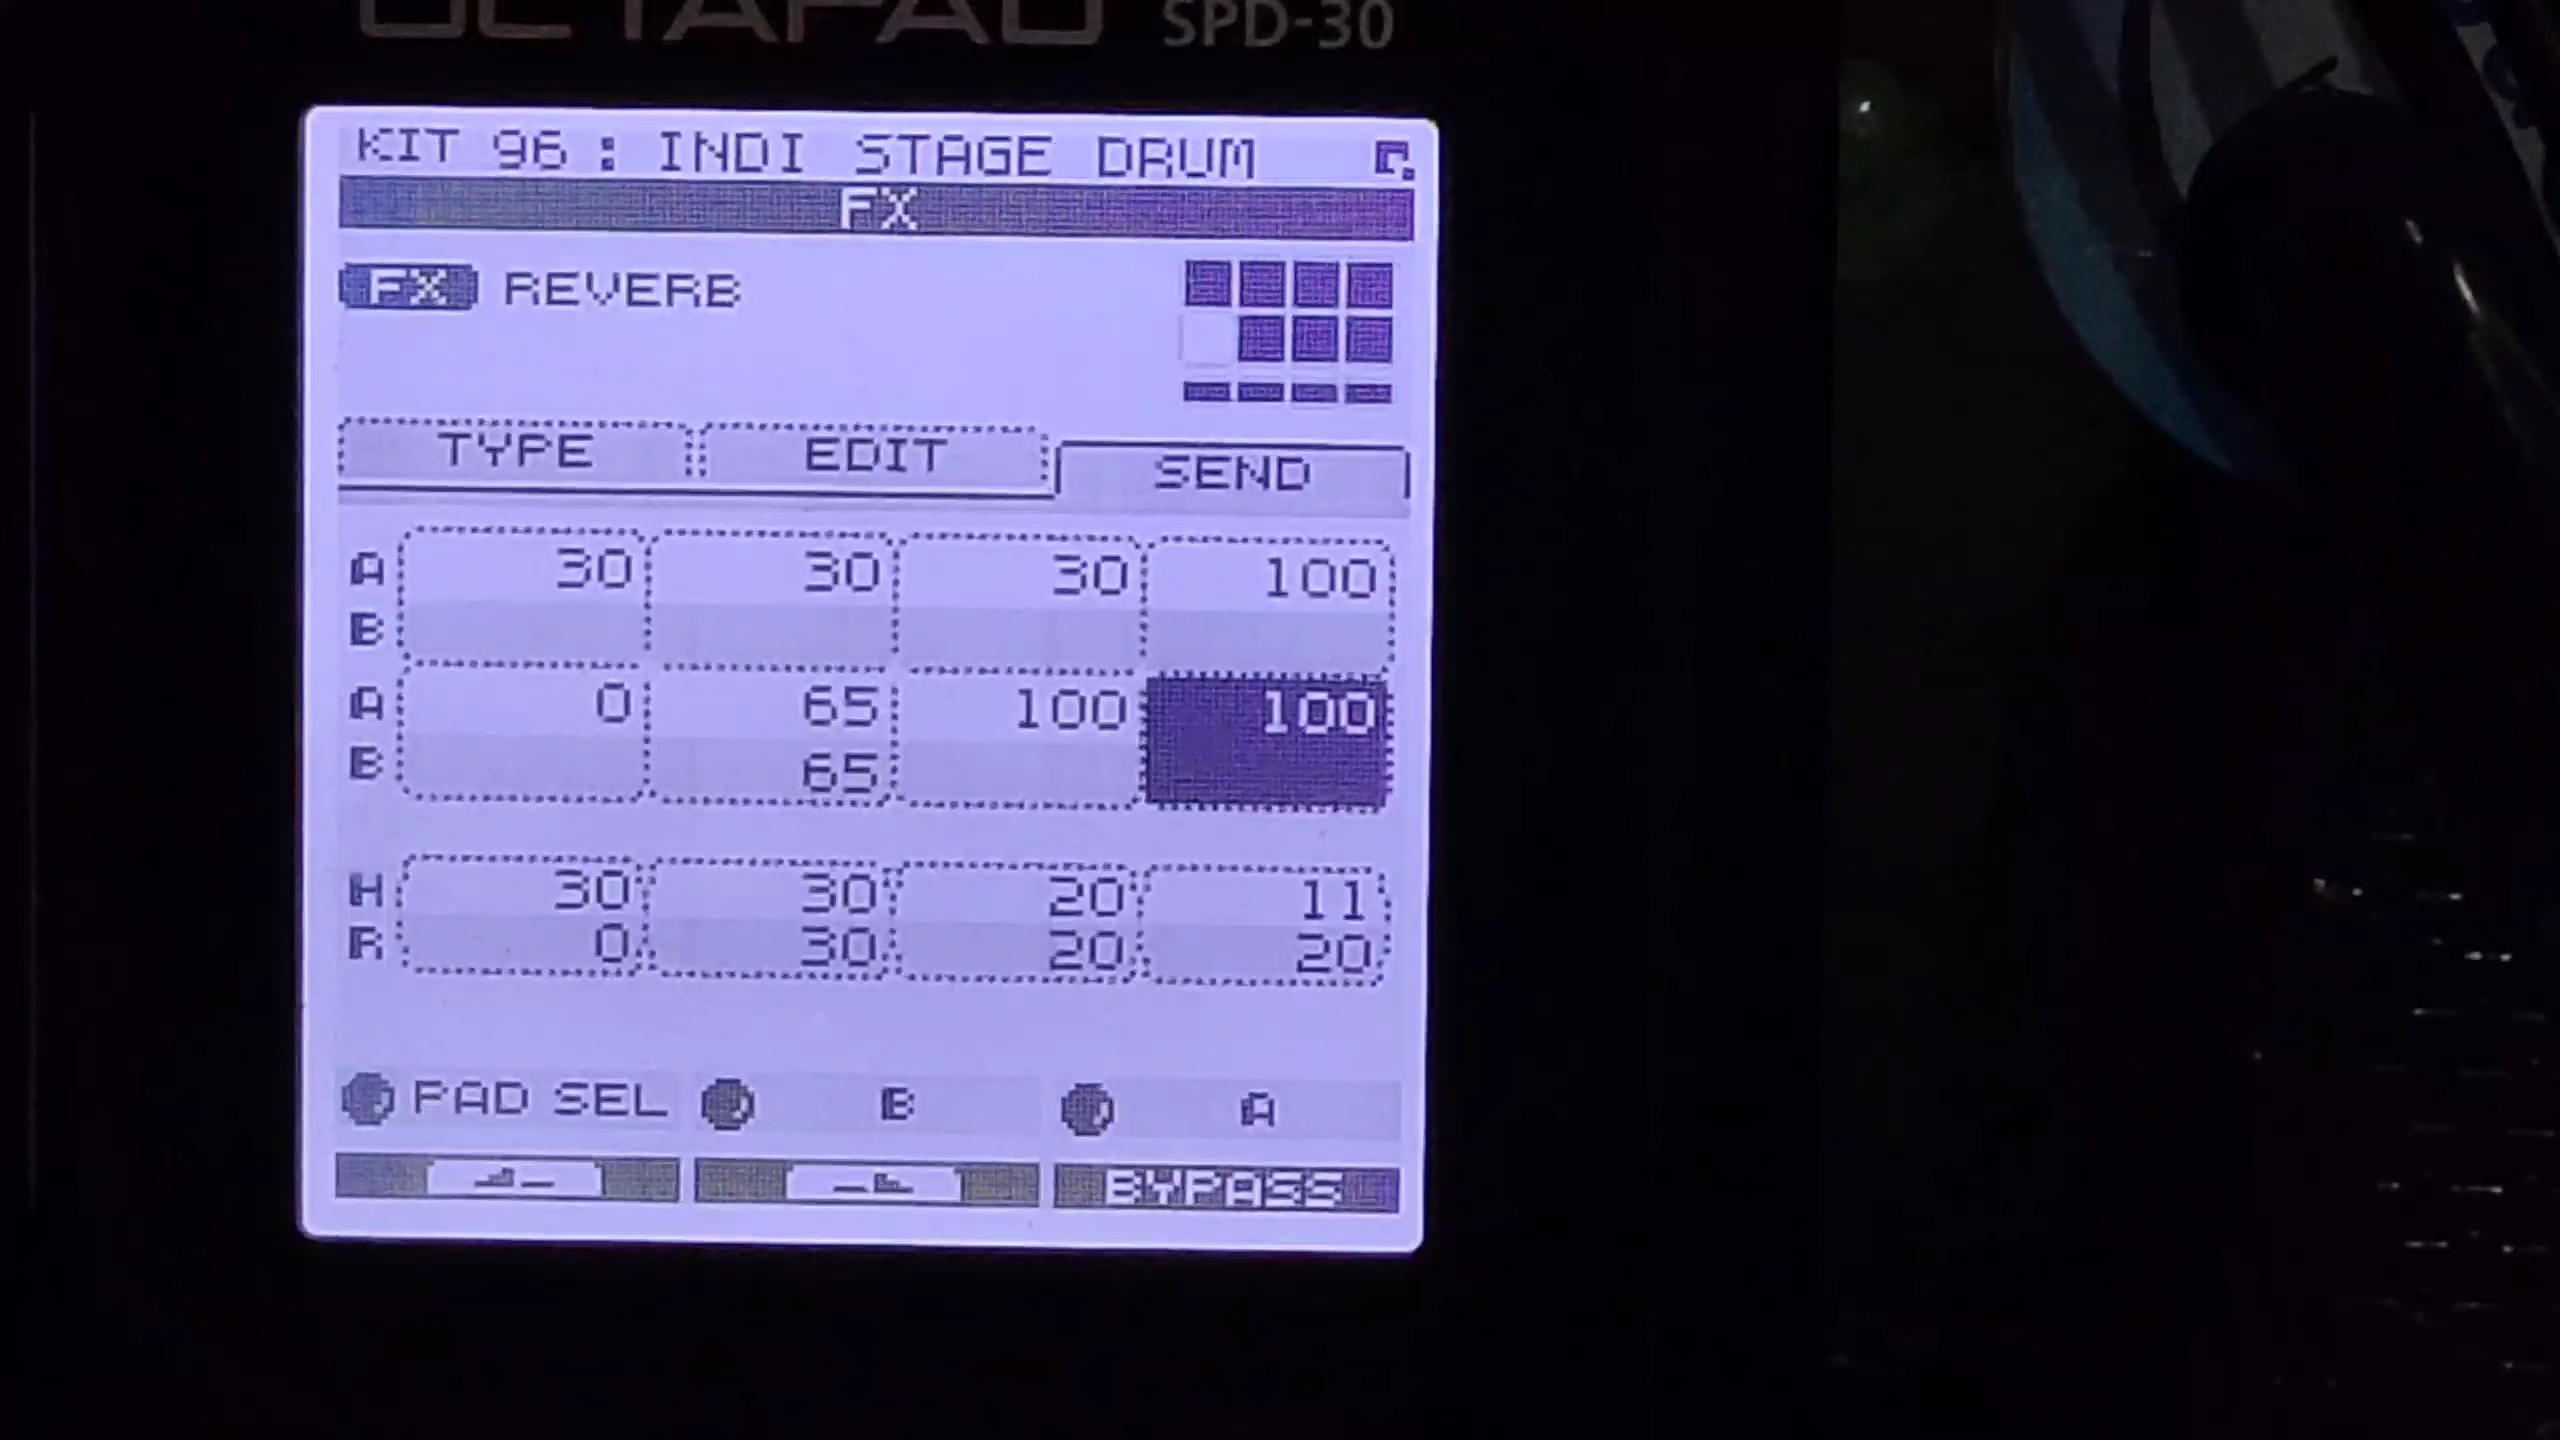 OCTAPAD SPD-30
KIT 96 : INDI STAGE DRUM
FX
FX REVERB
TYPE EDIT SEND
A 30 30 30 100
B
A 0 65 100 100
B 65
H 30 30 20 11
R 0 30 20 20
PAD SEL B A
BYPASS